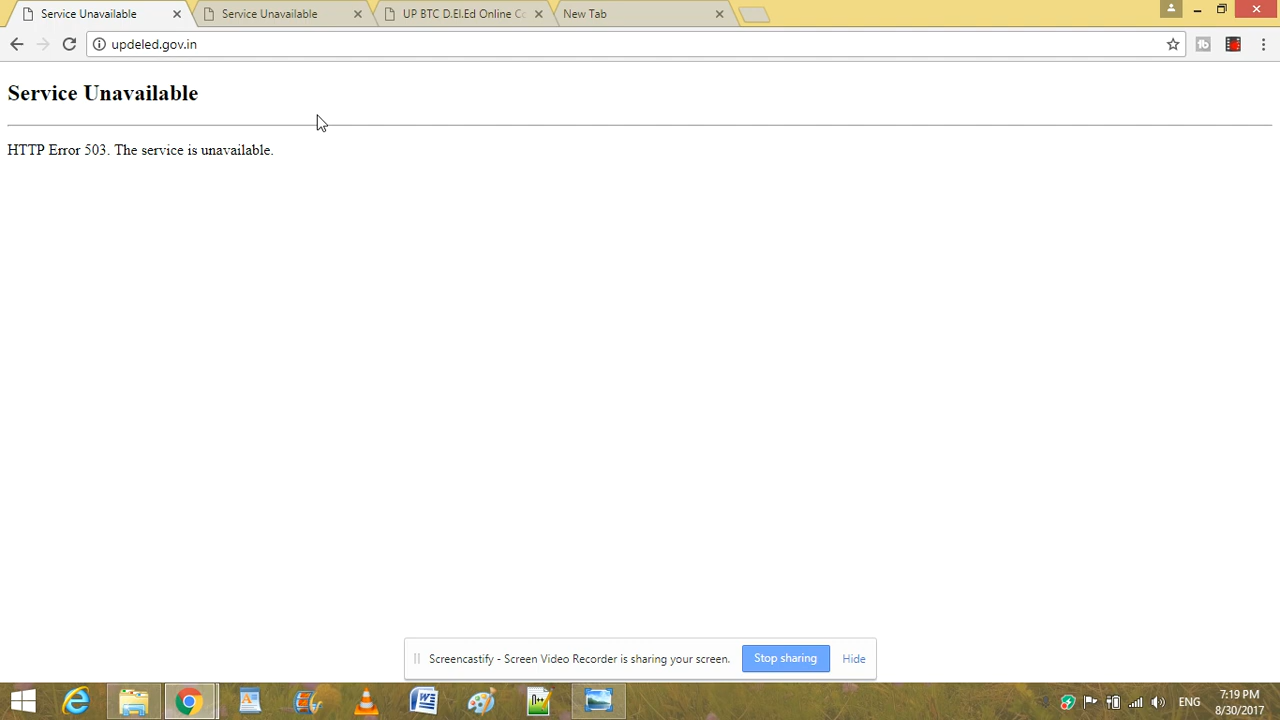 Service Unavailable
Service Unavailable
UP BTC D.El.Ed Online Co
New Tab
updeled.gov.in
Service Unavailable
HTTP Error 503. The service is unavailable.
Screencastify - Screen Video Recorder is sharing your screen.
Stop sharing
Hide
ENG
7:19 PM
8/30/2017